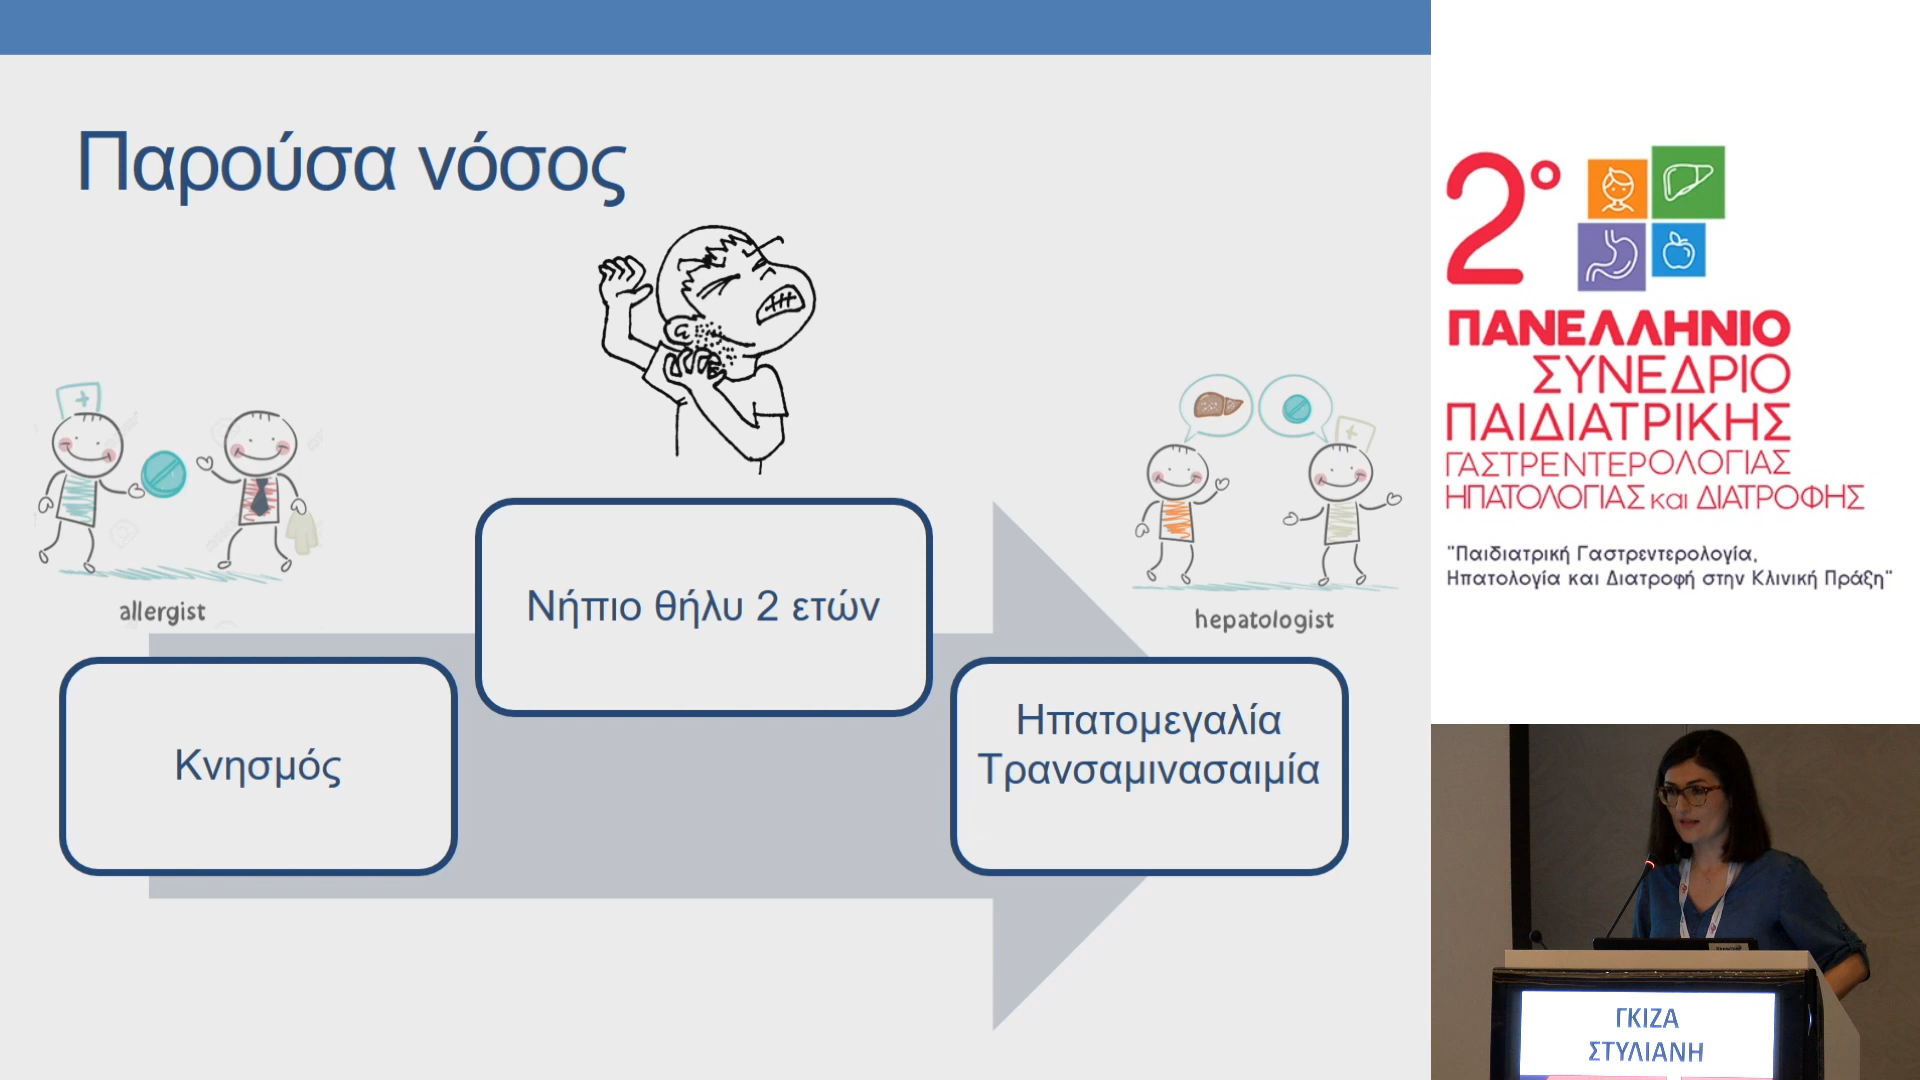 Παρούσα νόσος
allergist
hepatologist
Νήπιο θήλυ 2 ετών
Κνησμός
Ηπατομεγαλία
Τρανσαμινασαιμία
2°
ΠΑΝΕΛΛΗΝΙΟ
ΣΥΝΕΔΡΙΟ
ΠΑΙΔΙΑΤΡΙΚΗΣ
ΓΑΣΤΡΕΝΤΕΡΟΛΟΓΙΑΣ
ΗΠΑΤΟΛΟΓΙΑΣ και ΔΙΑΤΡΟΦΗΣ
"Παιδιατρική Γαστρεντερολογία,
Ηπατολογία και Διατροφή στην Κλινική Πράξη"
ΓΚΙΖΑ
ΣΤΥΛΙΑΝΗ